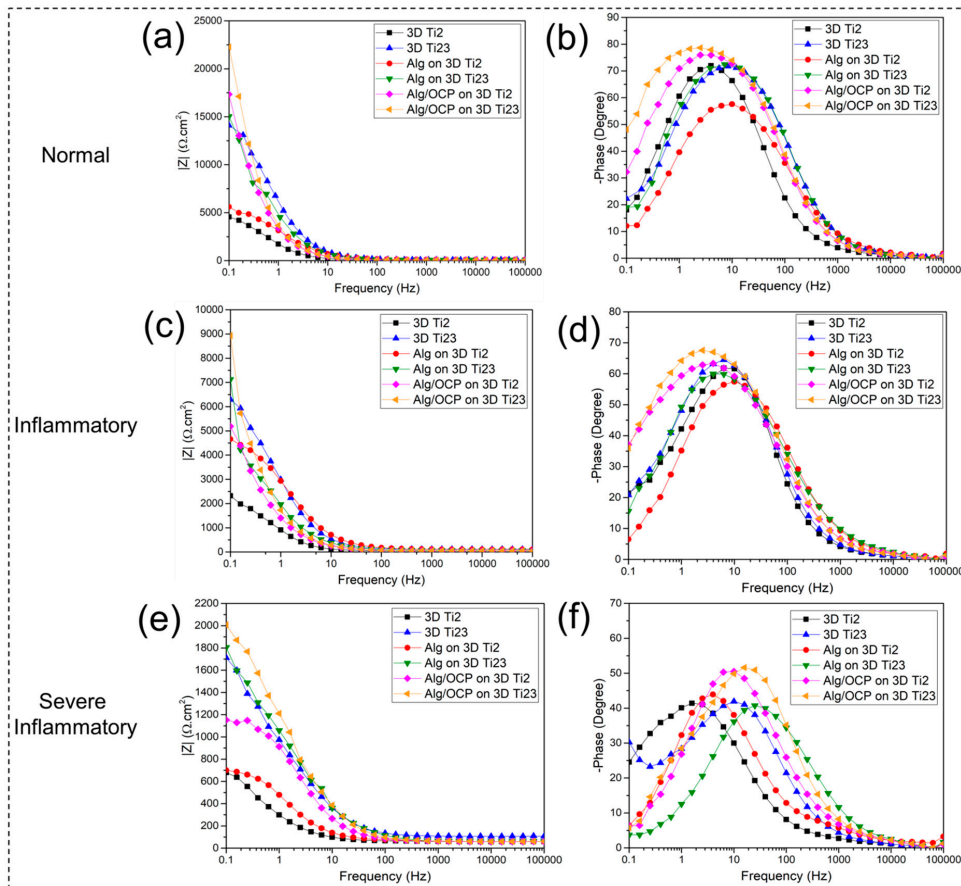 Normal
(a)
|Z| (Ω.cm²)
25000
22500
20000
17500
15000
12500
10000
7500
5000
2500
0
0.1 1 10 100 1000 10000 100000
Frequency (Hz)
3D Ti2
3D Ti23
Alg on 3D Ti2
Alg on 3D Ti23
Alg/OCP on 3D Ti2
Alg/OCP on 3D Ti23
(b)
-Phase (Degree)
90
80
70
60
50
40
30
20
10
0
0.1 1 10 100 1000 10000 100000
Frequency (Hz)
3D Ti2
3D Ti23
Alg on 3D Ti2
Alg on 3D Ti23
Alg/OCP on 3D Ti2
Alg/OCP on 3D Ti23
Inflammatory
(c)
|Z| (Ω.cm²)
10000
9000
8000
7000
6000
5000
4000
3000
2000
1000
0
0.1 1 10 100 1000 10000 100000
Frequency (Hz)
3D Ti2
3D Ti23
Alg on 3D Ti2
Alg on 3D Ti23
Alg/OCP on 3D Ti2
Alg/OCP on 3D Ti23
(d)
-Phase (Degree)
80
70
60
50
40
30
20
10
0
0.1 1 10 100 1000 10000 100000
Frequency (Hz)
3D Ti2
3D Ti23
Alg on 3D Ti2
Alg on 3D Ti23
Alg/OCP on 3D Ti2
Alg/OCP on 3D Ti23
Severe
Inflammatory
(e)
|Z| (Ω.cm²)
2200
2000
1800
1600
1400
1200
1000
800
600
400
200
0
0.1 1 10 100 1000 10000 100000
Frequency (Hz)
3D Ti2
3D Ti23
Alg on 3D Ti2
Alg on 3D Ti23
Alg/OCP on 3D Ti2
Alg/OCP on 3D Ti23
(f)
-Phase (Degree)
70
60
50
40
30
20
10
0
0.1 1 10 100 1000 10000 100000
Frequency (Hz)
3D Ti2
3D Ti23
Alg on 3D Ti2
Alg on 3D Ti23
Alg/OCP on 3D Ti2
Alg/OCP on 3D Ti23